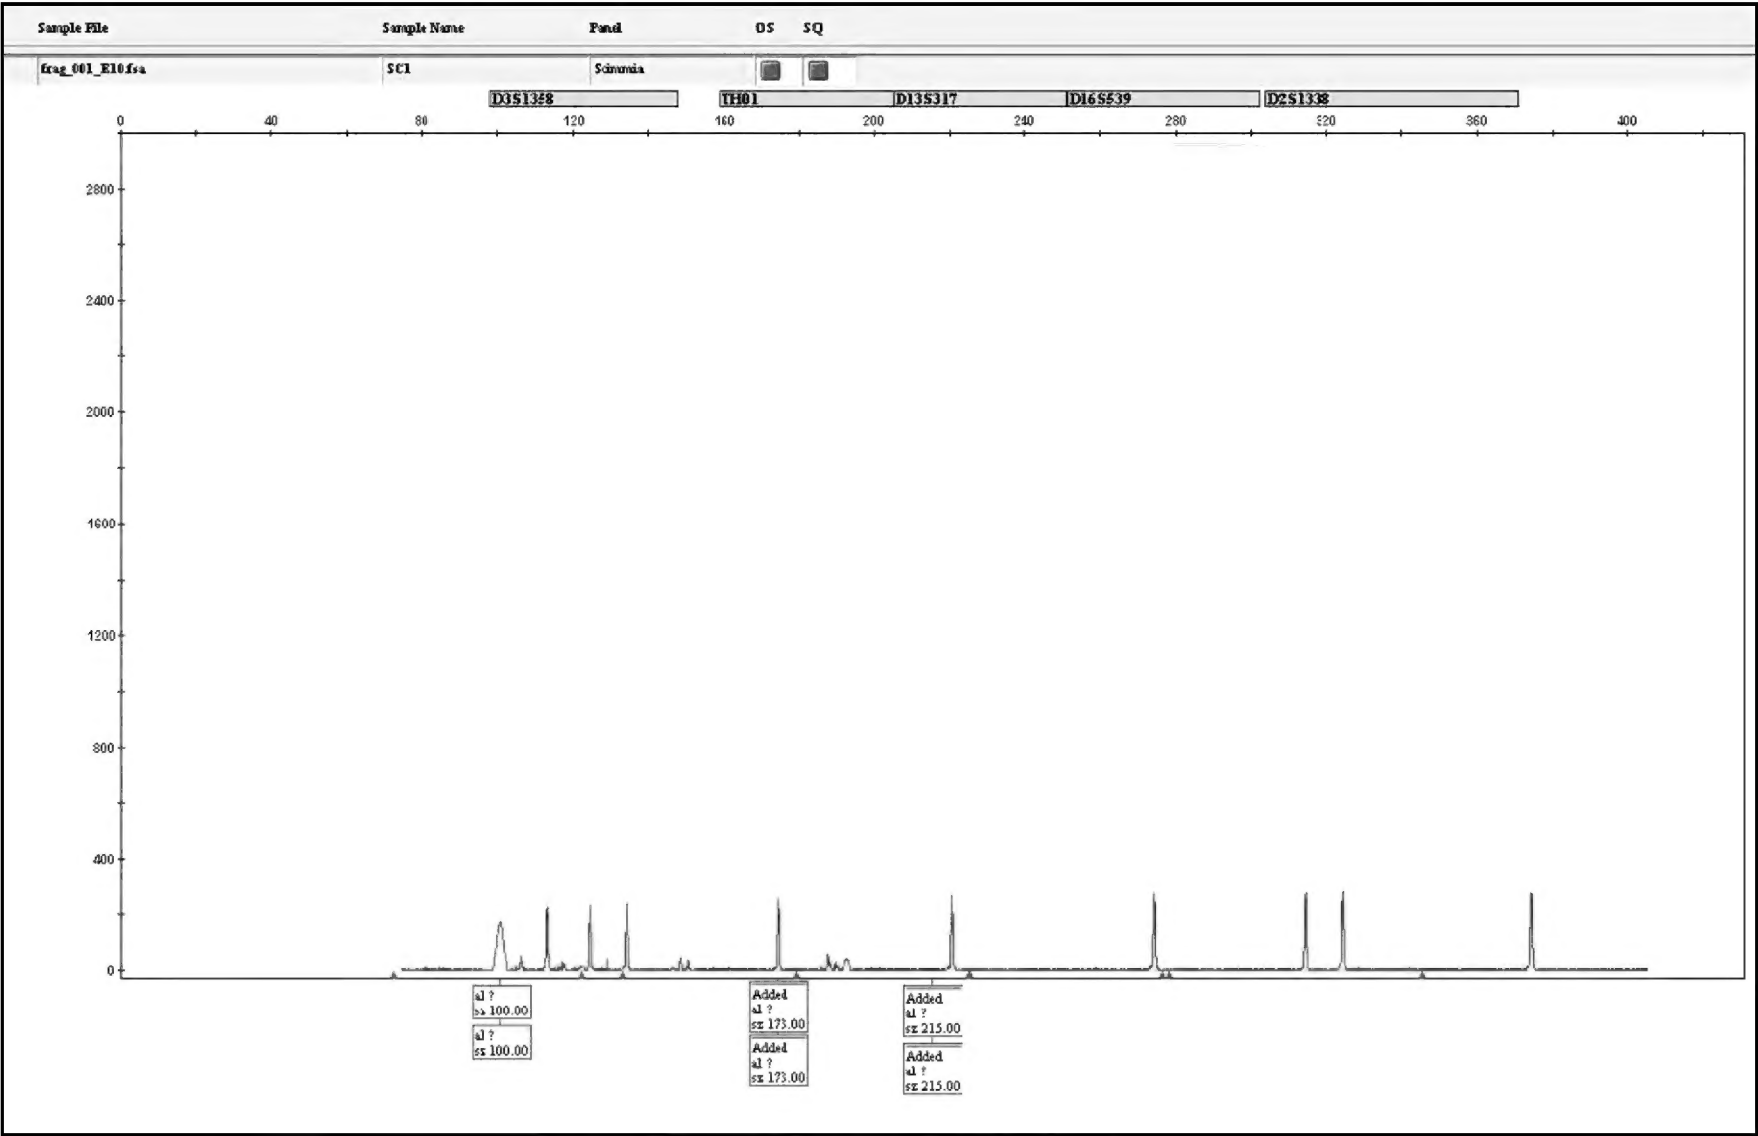 Sample File Sample Name Panel OS SQ
frag_001_E10.fsa SC1 Scimmia
D3S1358 TH01 D13S317 D16S539 D2S1338
0 40 80 120 160 200 240 280 320 360 400
2800
2400
2000
1600
1200
800
400
0
al ?
sz 100.00
al ?
sz 100.00
Added
al ?
sz 173.00
Added
al ?
sz 173.00
Added
al ?
sz 215.00
Added
al ?
sz 215.00